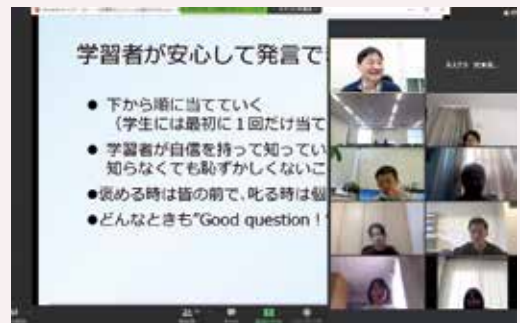 学習者が安心して発言で
● 下から順に当てていく
（学生には最初に１回だけ当て
● 学習者が自信を持って知ってい
知らなくても恥ずかしくないこ
●褒める時は皆の前で、叱る時は個
●どんなときも"Good question！"